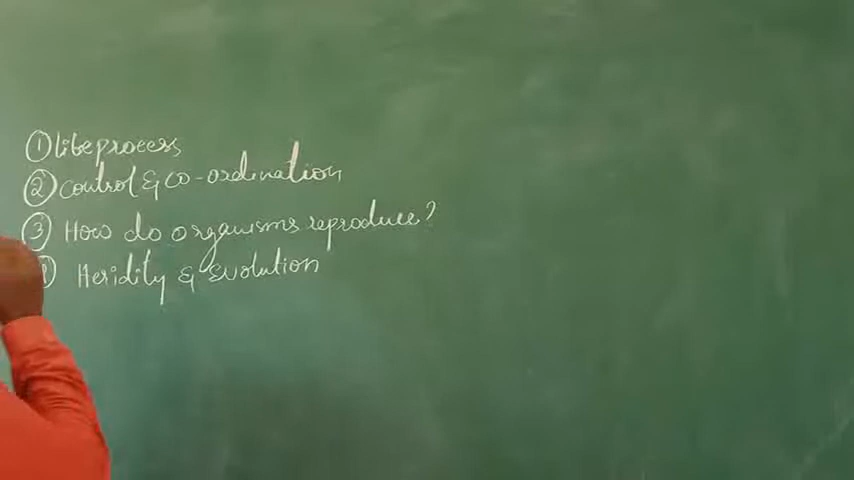 ① Life process
② Control & co-ordination
③ How do organisms reproduce?
Heridity & Evolution